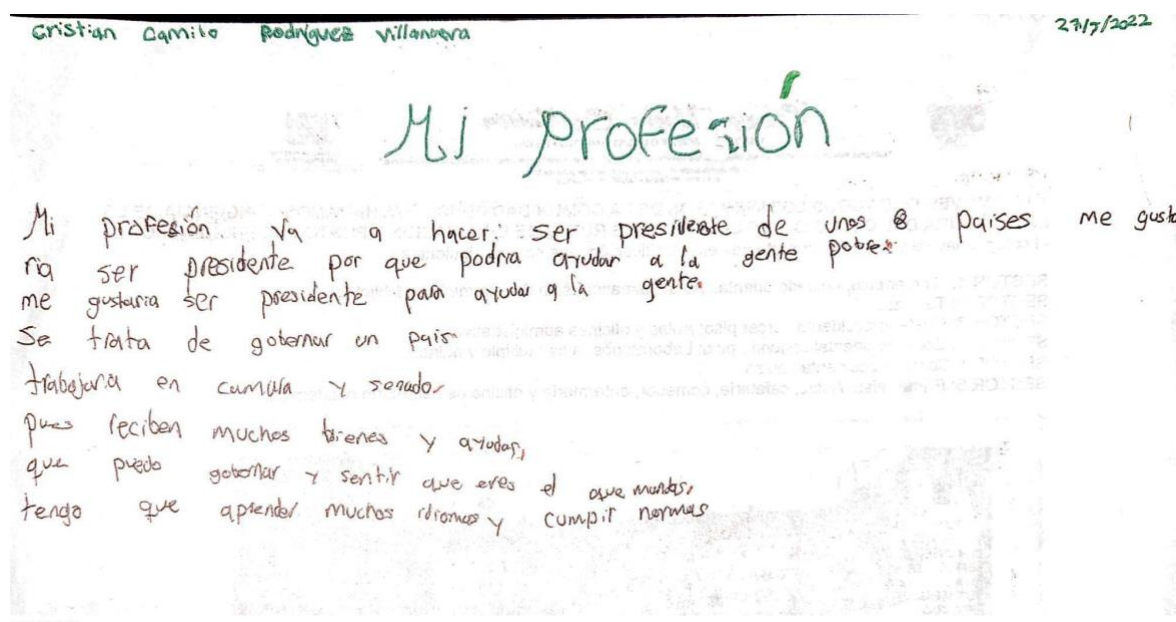 Cristian Camilo Rodriguez Villanueva 27/7/2022
Mi profesión
Mi profesión va a hacer, ser presidente de unos 8 paises me gusta
ria ser presidente por que podria ayudar a la gente pobre.
me gustaria ser presidente para ayudar a la gente.
Se trata de gobernar un pais
trabajaria en y senador
pues reciben muchos bienes y ayudas,
que puedo gobernar y sentir que eres el que mandas,
tengo que aprender muchos idiomas y cumplir normas